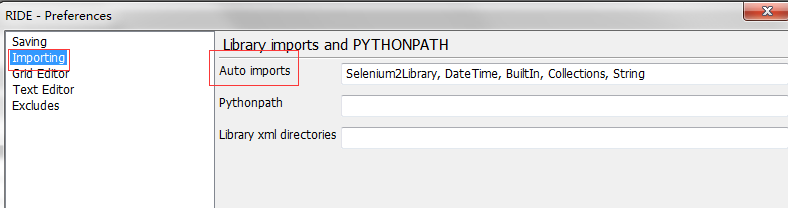 RIDE - Preferences
Saving
Importing
Grid Editor
Text Editor
Excludes
Library imports and PYTHONPATH
Auto imports
Selenium2Library, DateTime, BuiltIn, Collections, String
Pythonpath
Library xml directories